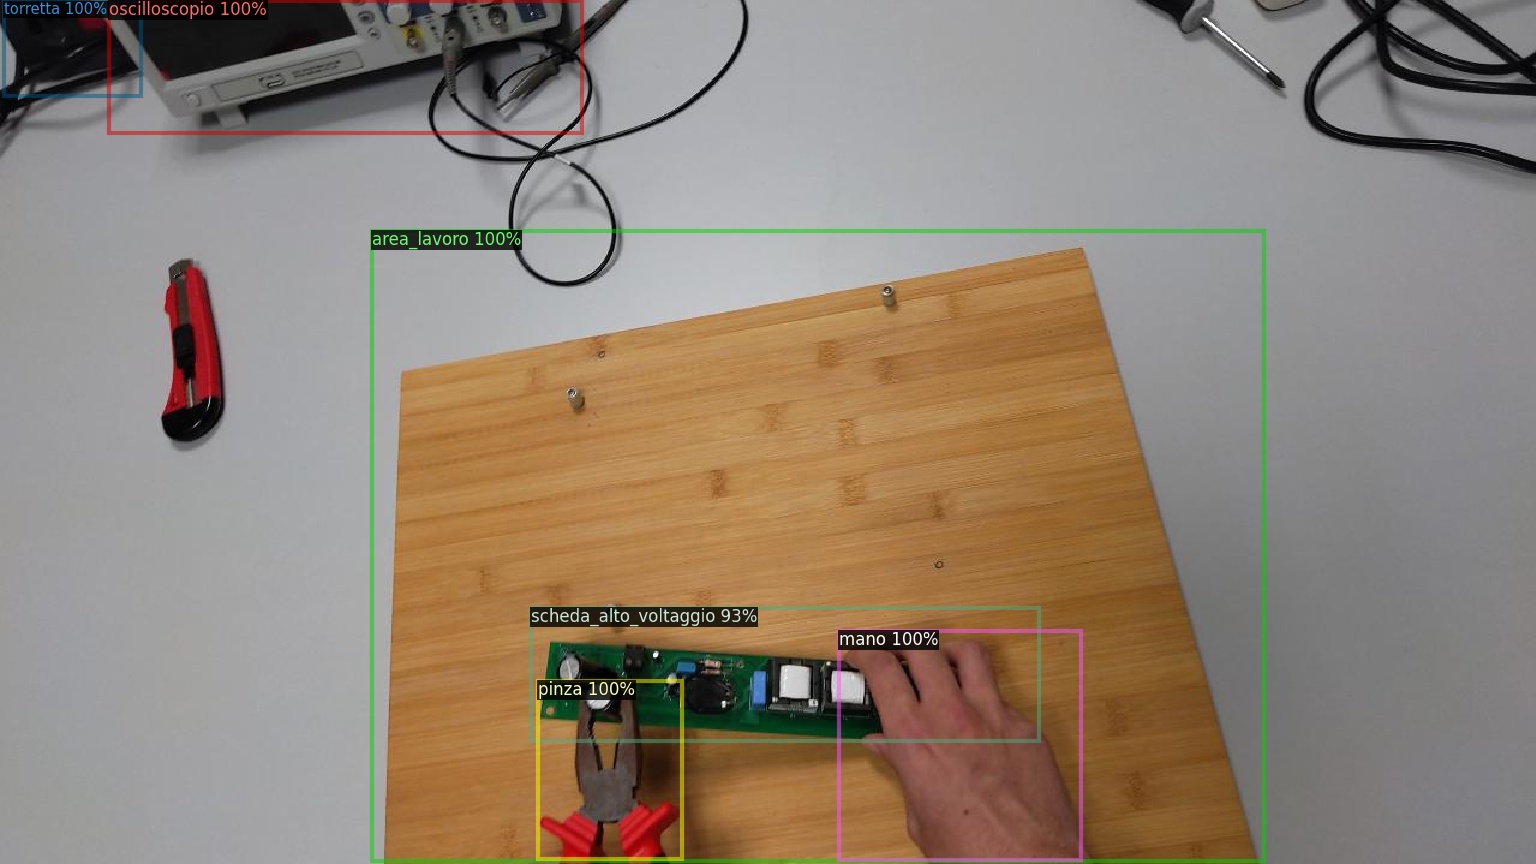 torretta 100%
oscilloscopio 100%
area_lavoro 100%
scheda_alto_voltaggio 93%
mano 100%
pinza 100%